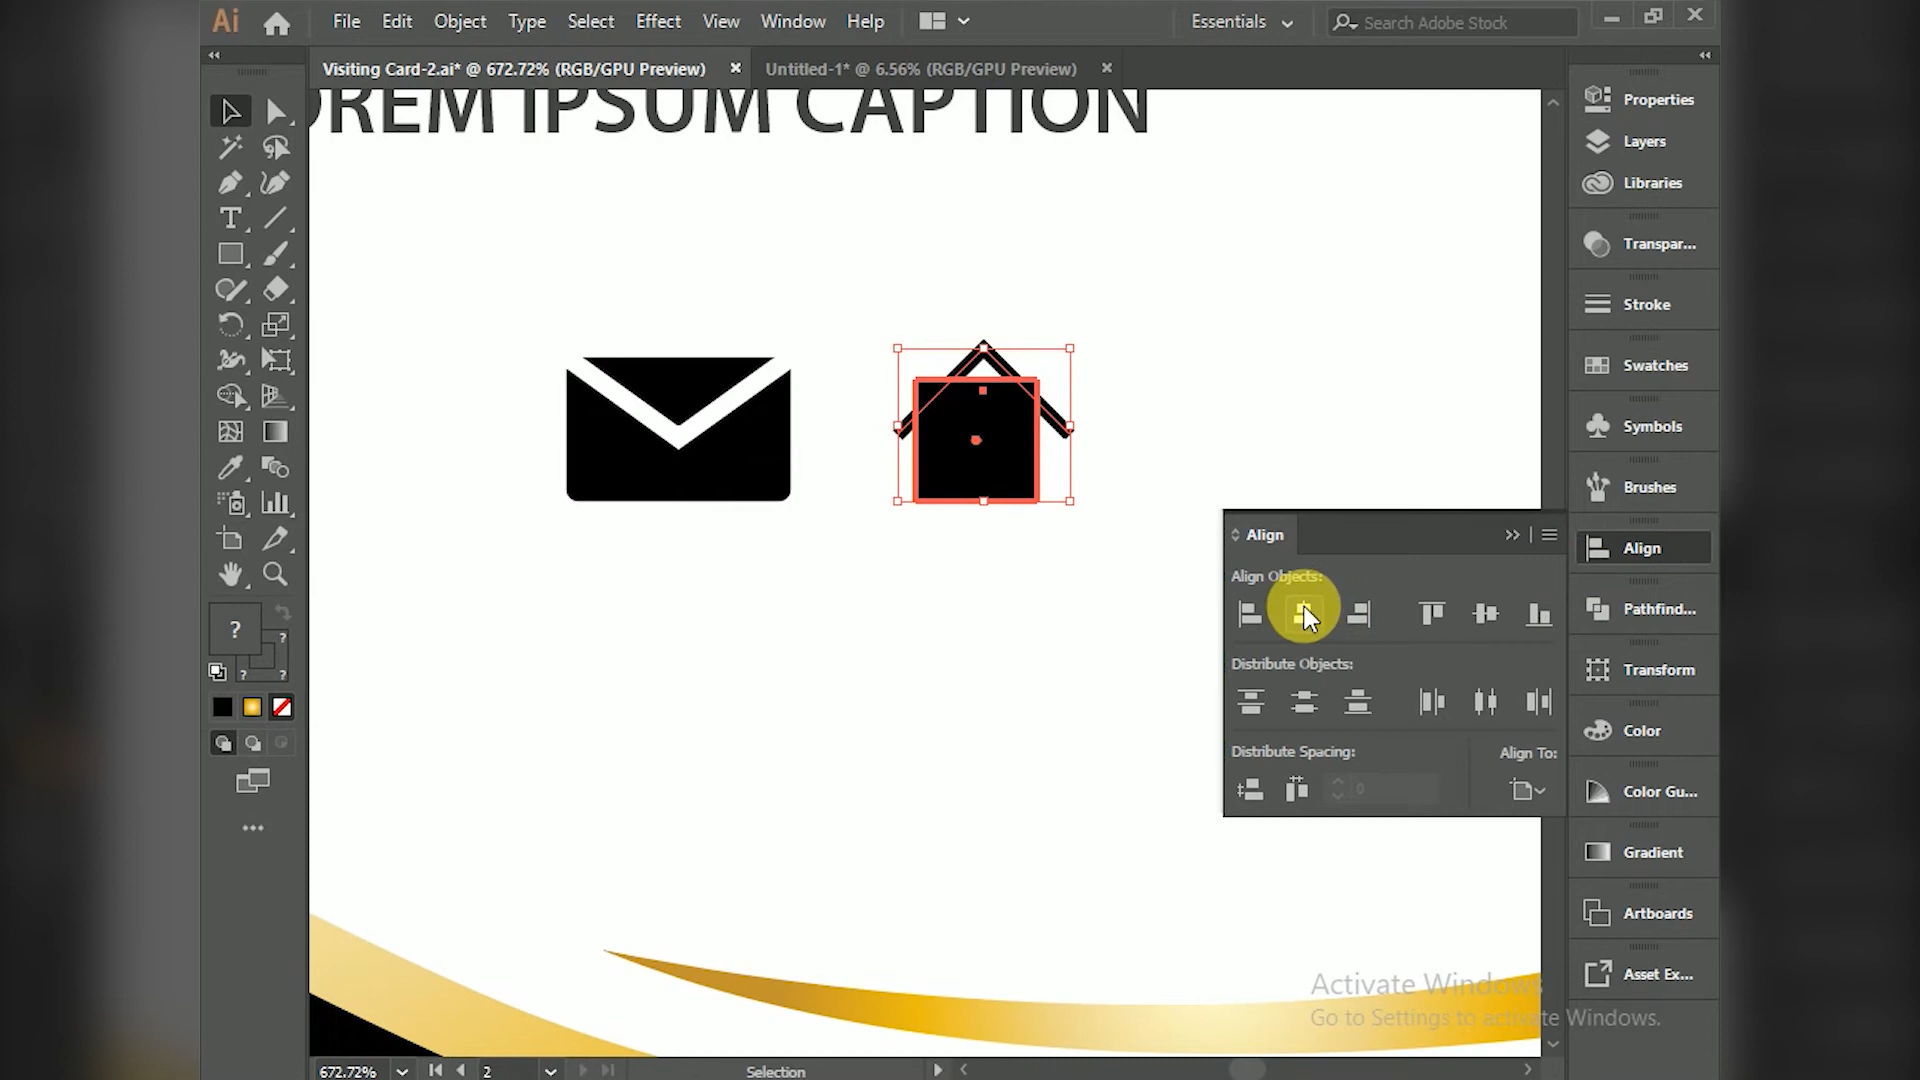 Ai File Edit Object Type Select Effect View Window Help Essentials Search Adobe Stock
Visiting Card-2.ai* @ 672.72% (RGB/GPU Preview) Untitled-1* @ 6.56% (RGB/GPU Preview)
OREM IPSUM CAPTION
Properties
Layers
Libraries
Transpar...
Stroke
Swatches
Symbols
Brushes
Align
Pathfind...
Transform
Color
Color Gu...
Gradient
Artboards
Asset Ex...
Align
Align Objects:
Distribute Objects:
Distribute Spacing:
Align To:
0
?
?
? ?
Activate Windows
Go to Settings to activate Windows.
672.72% 2 Selection